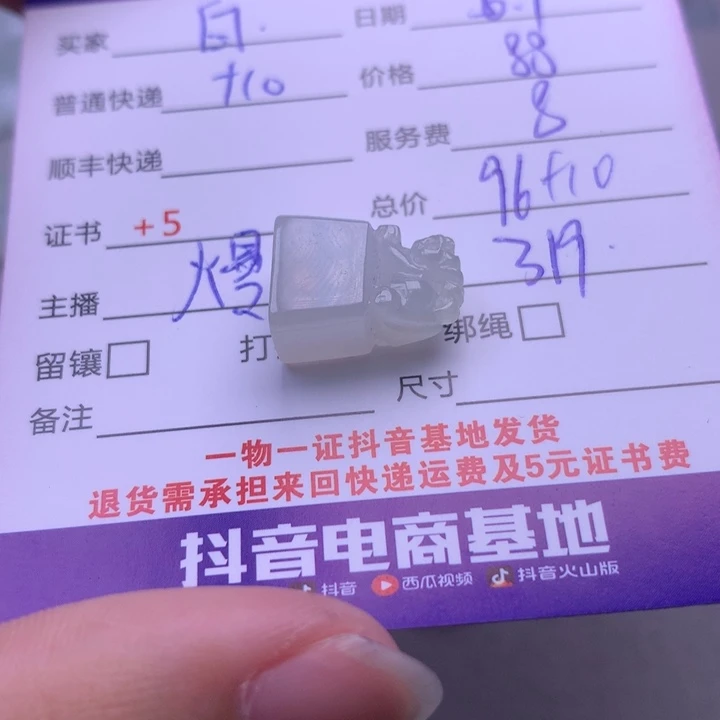 买家 白. 日期
普通快递 +10 价格 88
顺丰快递 服务费 8
证书 +5 总价 96+10
主播 319.
留镶 打 绑绳
备注 尺寸
一物一证抖音基地发货
退货需承担来回快递运费及5元证书费
抖音电商基地
抖音 西瓜视频 抖音火山版